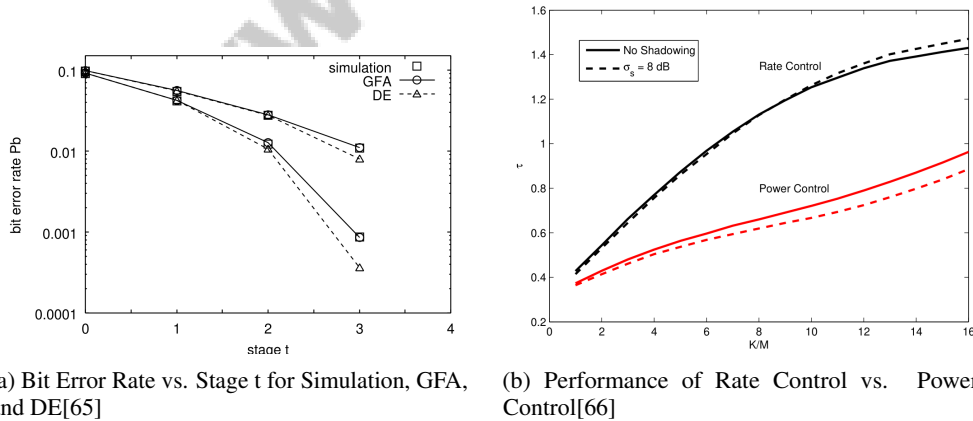 simulation
GFA
DE
0.1
0.01
0.001
0.0001
0 1 2 3 4
bit error rate Pb
stage t
1.6
1.4
1.2
1
0.8
0.6
0.4
0.2
2 4 6 8 10 12 14 16
τ
K/M
No Shadowing
σs = 8 dB
Rate Control
Power Control
a) Bit Error Rate vs. Stage t for Simulation, GFA,
nd DE[65]
(b) Performance of Rate Control vs. Power
Control[66]